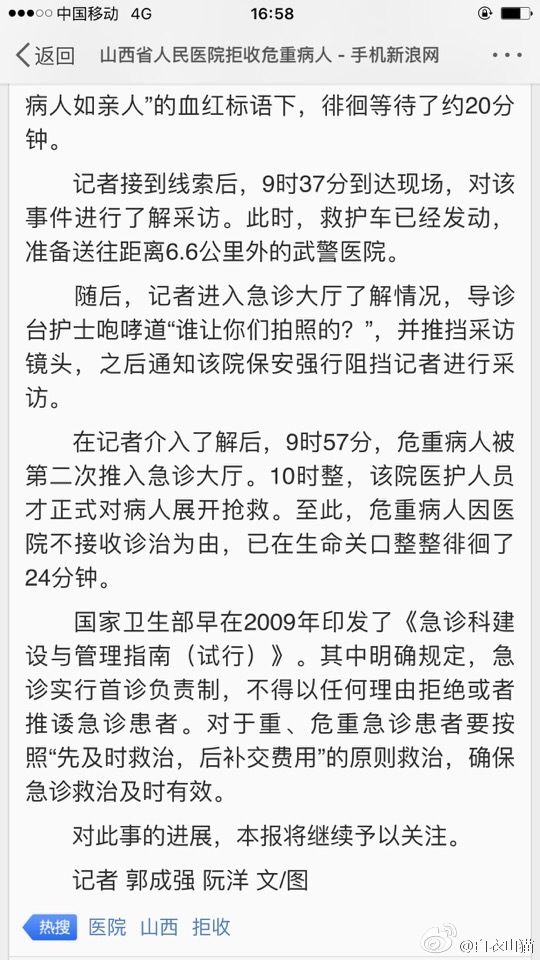 中国移动 4G 16:58
返回 山西省人民医院拒收危重病人 - 手机新浪网 ...
病人如亲人”的血红标语下，徘徊等待了约20分
钟。
记者接到线索后，9时37分到达现场，对该
事件进行了解采访。此时，救护车已经发动，
准备送往距离6.6公里外的武警医院。
随后，记者进入急诊大厅了解情况，导诊
台护士咆哮道“谁让你们拍照的？”，并推挡采访
镜头，之后通知该院保安强行阻挡记者进行采
访。
在记者介入了解后，9时57分，危重病人被
第二次推入急诊大厅。10时整，该院医护人员
才正式对病人展开抢救。至此，危重病人因医
院不接收诊治为由，已在生命关口整整徘徊了
24分钟。
国家卫生部早在2009年印发了《急诊科建
设与管理指南（试行）》。其中明确规定，急
诊实行首诊负责制，不得以任何理由拒绝或者
推诿急诊患者。对于重、危重急诊患者要按
照“先及时救治，后补交费用”的原则救治，确保
急诊救治及时有效。
对此事的进展，本报将继续予以关注。
记者 郭成强 阮洋 文/图
热搜 医院 山西 拒收
@白衣山猫